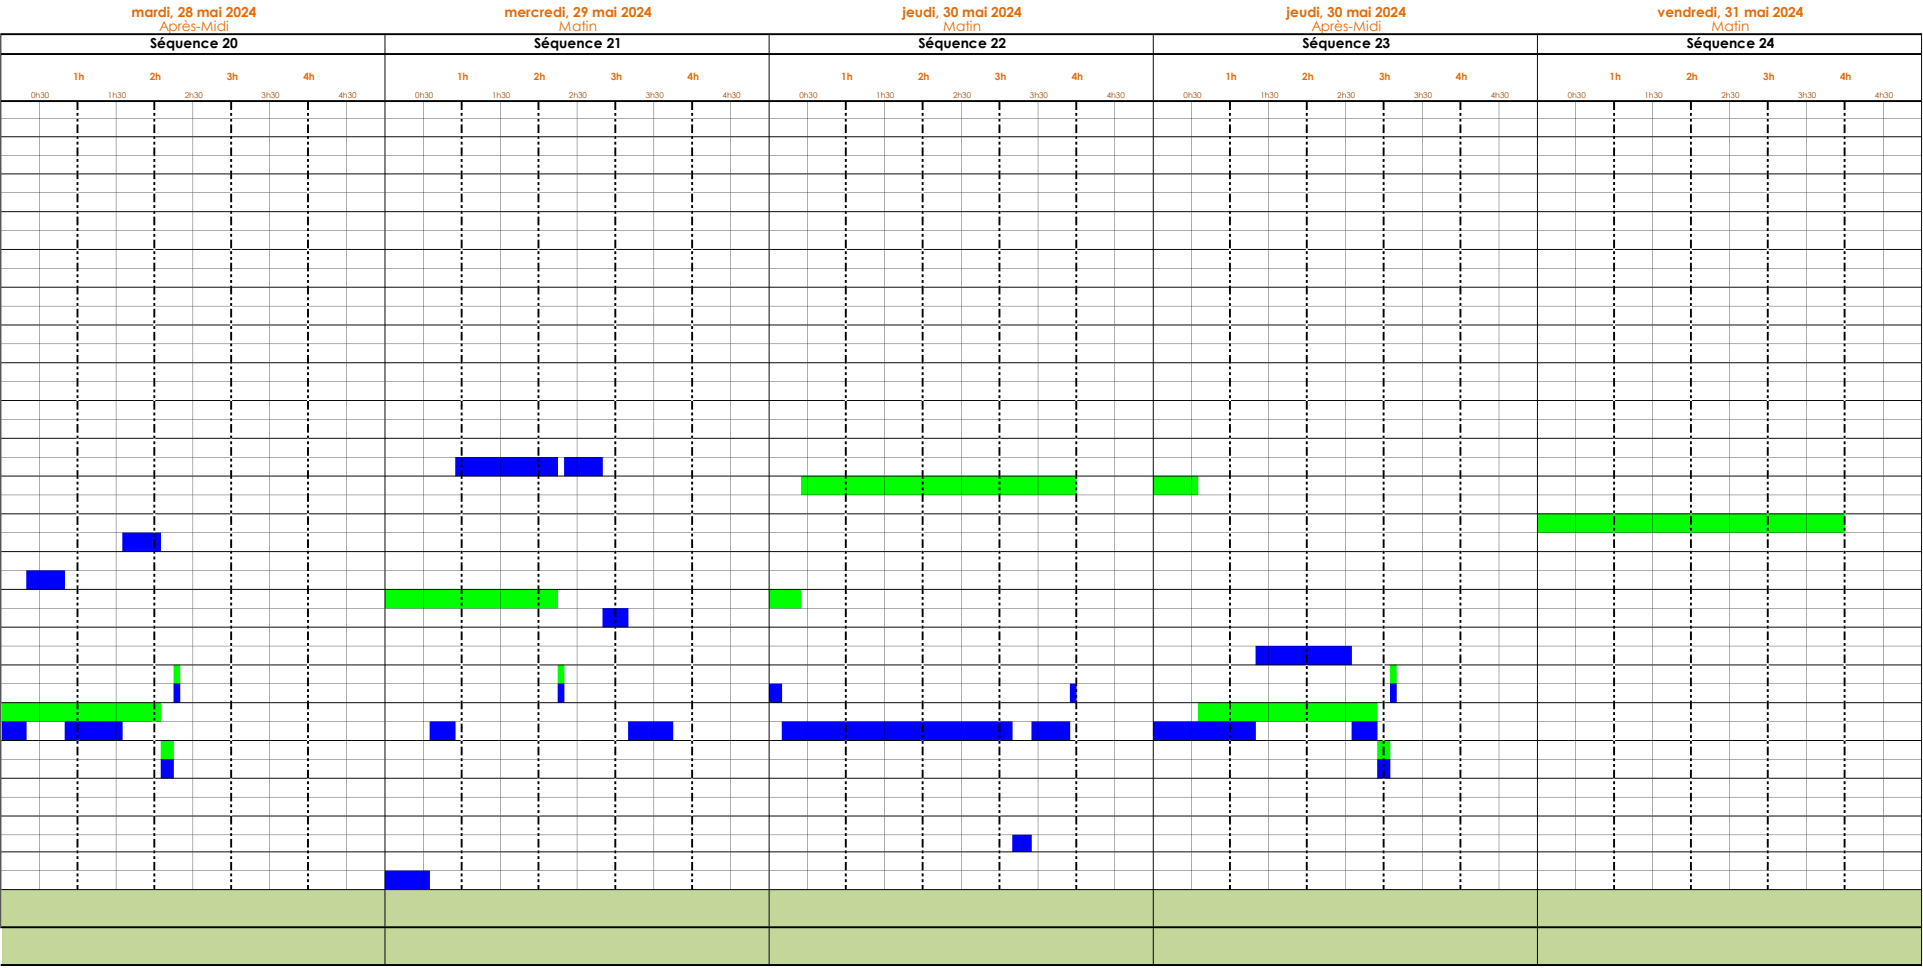 mardi, 28 mai 2024 mercredi, 29 mai 2024 jeudi, 30 mai 2024 jeudi, 30 mai 2024 vendredi, 31 mai 2024
Après-Midi Matin Matin Après-Midi Matin
Séquence 20 Séquence 21 Séquence 22 Séquence 23 Séquence 24
1h 2h 3h 4h 1h 2h 3h 4h 1h 2h 3h 4h 1h 2h 3h 4h 1h 2h 3h 4h
0h30 1h30 2h30 3h30 4h30 0h30 1h30 2h30 3h30 4h30 0h30 1h30 2h30 3h30 4h30 0h30 1h30 2h30 3h30 4h30 0h30 1h30 2h30 3h30 4h30